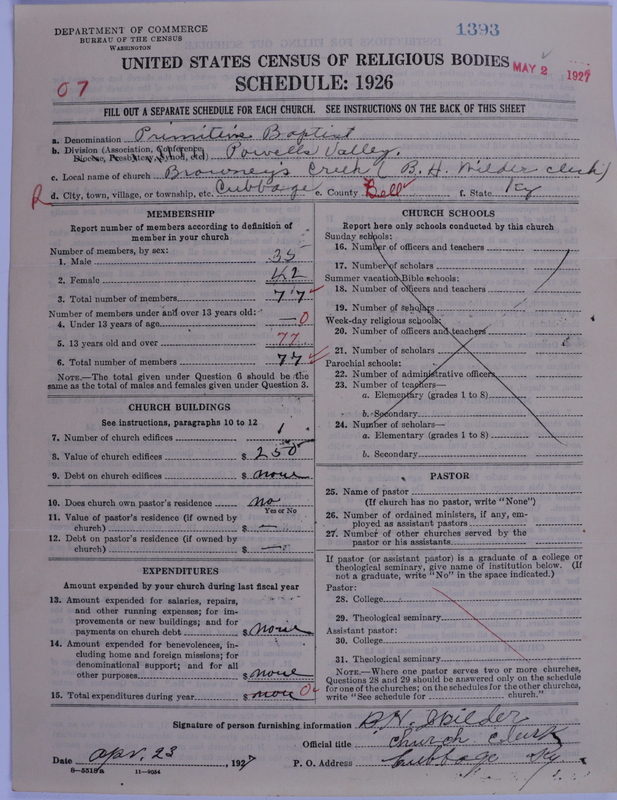 DEPARTMENT OF COMMERCE
BUREAU OF THE CENSUS
WASHINGTON
1393
UNITED STATES CENSUS OF RELIGIOUS BODIES
MAY 2 1927
SCHEDULE: 1926
07
FILL OUT A SEPARATE SCHEDULE FOR EACH CHURCH. SEE INSTRUCTIONS ON THE BACK OF THIS SHEET
a. Denomination Primitive Baptist
b. Division (Association, Conference, Diocese, Presbytery, Synod, etc.) Powells Valley.
c. Local name of church Browney's Creek (B. H. Wilder clerk)
d. City, town, village, or township, etc. Cubbage e. County Bell f. State Ky
MEMBERSHIP
Report number of members according to definition of
member in your church
Number of members, by sex:
1. Male 35
2. Female 42
3. Total number of members 77
Number of members under and over 13 years old:
4. Under 13 years of age — 0
5. 13 years old and over 77
6. Total number of members 77
NOTE.—The total given under Question 6 should be the
same as the total of males and females given under Question 3.
CHURCH BUILDINGS
See instructions, paragraphs 10 to 12
7. Number of church edifices 1
8. Value of church edifices $ 250
9. Debt on church edifices $ none
10. Does church own pastor's residence no
Yes or No
11. Value of pastor's residence (if owned by
church) $ —
12. Debt on pastor's residence (if owned by
church) $ —
EXPENDITURES
Amount expended by your church during last fiscal year
13. Amount expended for salaries, repairs,
and other running expenses; for im-
provements or new buildings; and for
payments on church debt $ none
14. Amount expended for benevolences, in-
cluding home and foreign missions; for
denominational support; and for all
other purposes $ none
15. Total expenditures during year $ none 0
CHURCH SCHOOLS
Report here only schools conducted by this church
Sunday schools:
16. Number of officers and teachers
17. Number of scholars
Summer vacation Bible schools:
18. Number of officers and teachers
19. Number of scholars
Week-day religious schools:
20. Number of officers and teachers
21. Number of scholars
Parochial schools:
22. Number of administrative officers
23. Number of teachers—
a. Elementary (grades 1 to 8)
b. Secondary
24. Number of scholars—
a. Elementary (grades 1 to 8)
b. Secondary
PASTOR
25. Name of pastor
(If church has no pastor, write "None")
26. Number of ordained ministers, if any, em-
ployed as assistant pastors
27. Number of other churches served by the
pastor or his assistants
If pastor (or assistant pastor) is a graduate of a college or
theological seminary, give name of institution below. (If
not a graduate, write "No" in the space indicated.)
Pastor:
28. College
29. Theological seminary
Assistant pastor:
30. College
31. Theological seminary
NOTE.—Where one pastor serves two or more churches,
Questions 28 and 29 should be answered only on the schedule
for one of the churches; on the schedules for the other churches,
write "See schedule for church."
Signature of person furnishing information B. H. Wilder
Official title Church Clerk
Date Apr. 23, 1927 P. O. Address Cubbage Ky
8-5518a 11-9054